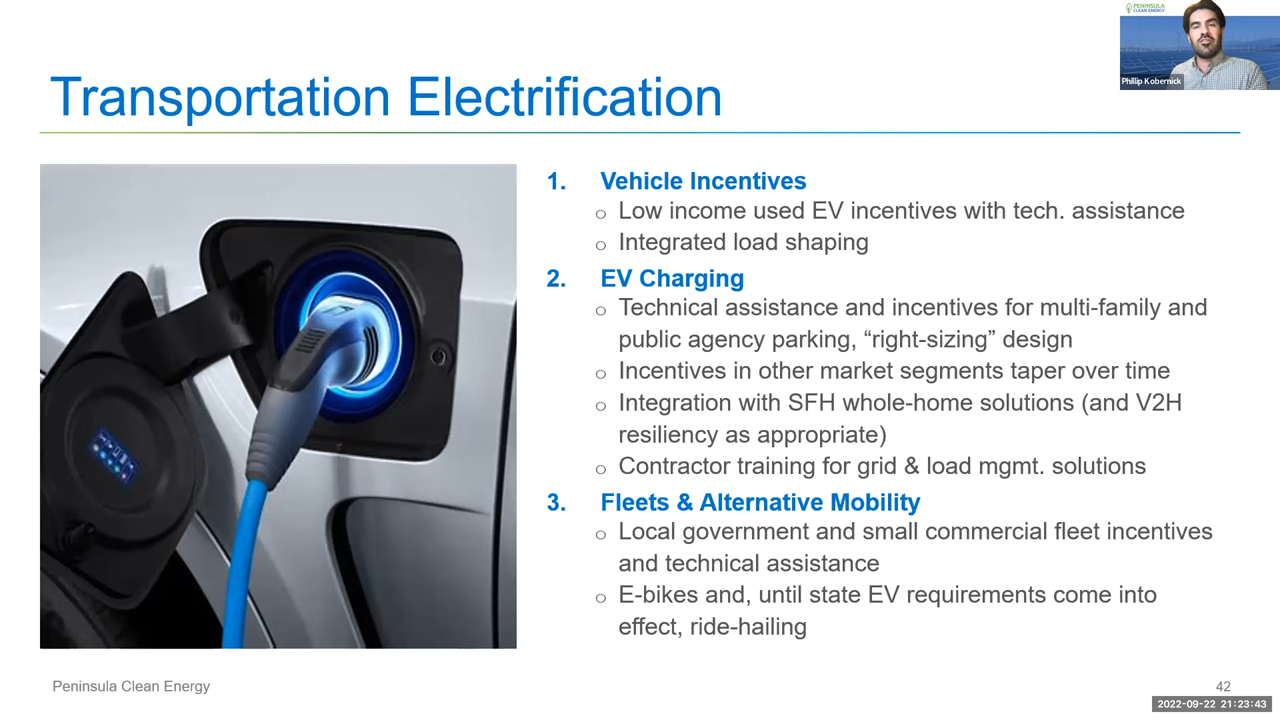 PENINSULA
CLEAN ENERGY
Phillip Kobernick
Transportation Electrification
1. Vehicle Incentives
o Low income used EV incentives with tech. assistance
o Integrated load shaping
2. EV Charging
o Technical assistance and incentives for multi-family and
public agency parking, “right-sizing” design
o Incentives in other market segments taper over time
o Integration with SFH whole-home solutions (and V2H
resiliency as appropriate)
o Contractor training for grid & load mgmt. solutions
3. Fleets & Alternative Mobility
o Local government and small commercial fleet incentives
and technical assistance
o E-bikes and, until state EV requirements come into
effect, ride-hailing
Peninsula Clean Energy
42
2022-09-22 21:23:43